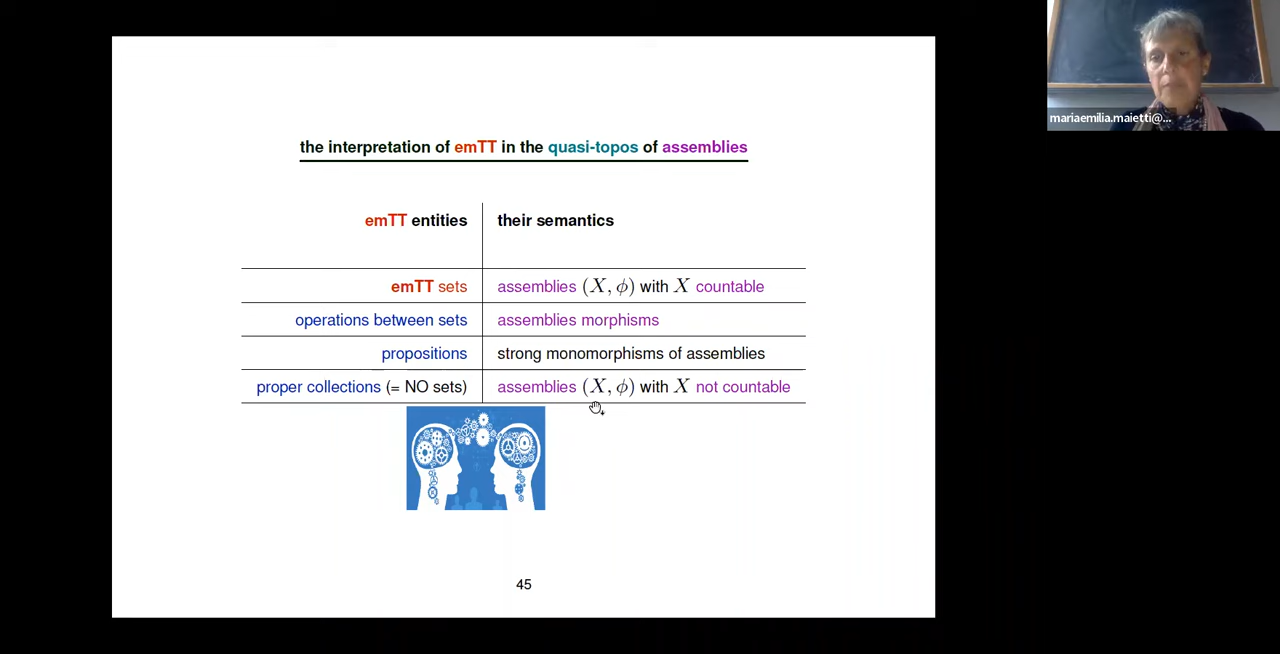 the interpretation of emTT in the quasi-topos of assemblies
emTT entities their semantics
emTT sets assemblies (X, ϕ) with X countable
operations between sets assemblies morphisms
propositions strong monomorphisms of assemblies
proper collections (= NO sets) assemblies (X, ϕ) with X not countable
45
mariaemilia.maietti@...